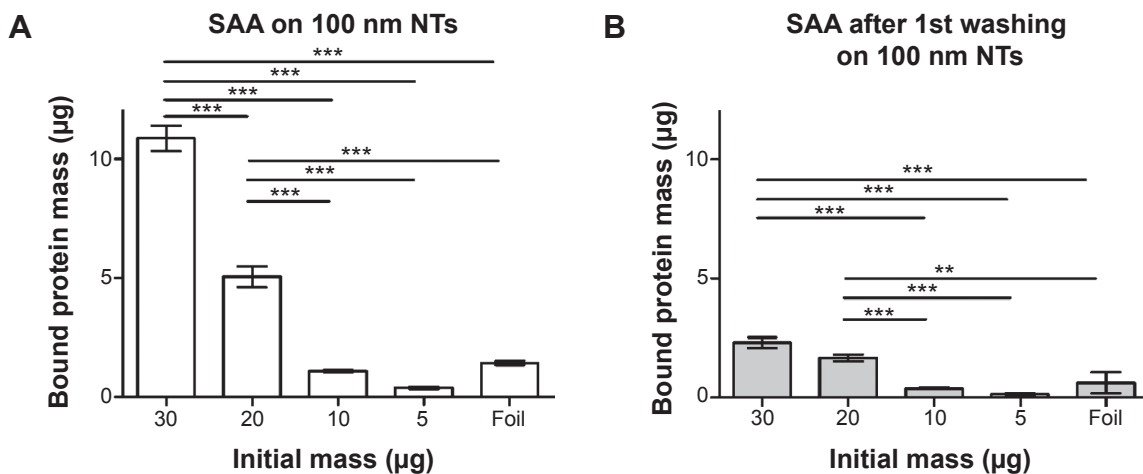 A
SAA on 100 nm NTs
***
***
***
***
***
***
***
Bound protein mass (µg)
10
5
0
30 20 10 5 Foil
Initial mass (µg)
B
SAA after 1st washing
on 100 nm NTs
***
***
***
**
***
***
Bound protein mass (µg)
10
5
0
30 20 10 5 Foil
Initial mass (µg)